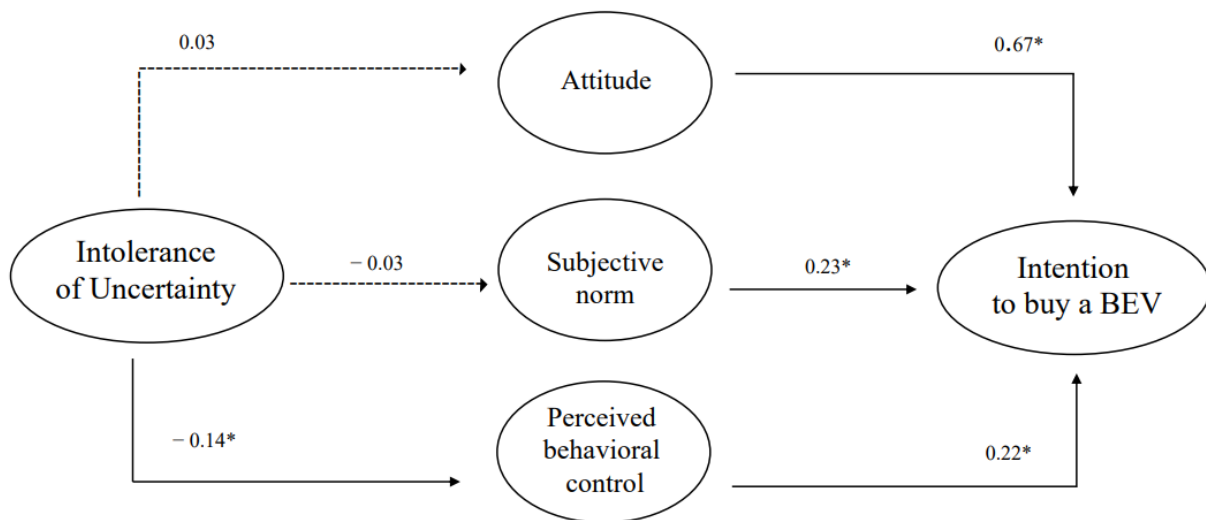 0.03
Attitude
0.67*
Intolerance
of Uncertainty
− 0.03
Subjective
norm
0.23*
Intention
to buy a BEV
− 0.14*
Perceived
behavioral
control
0.22*